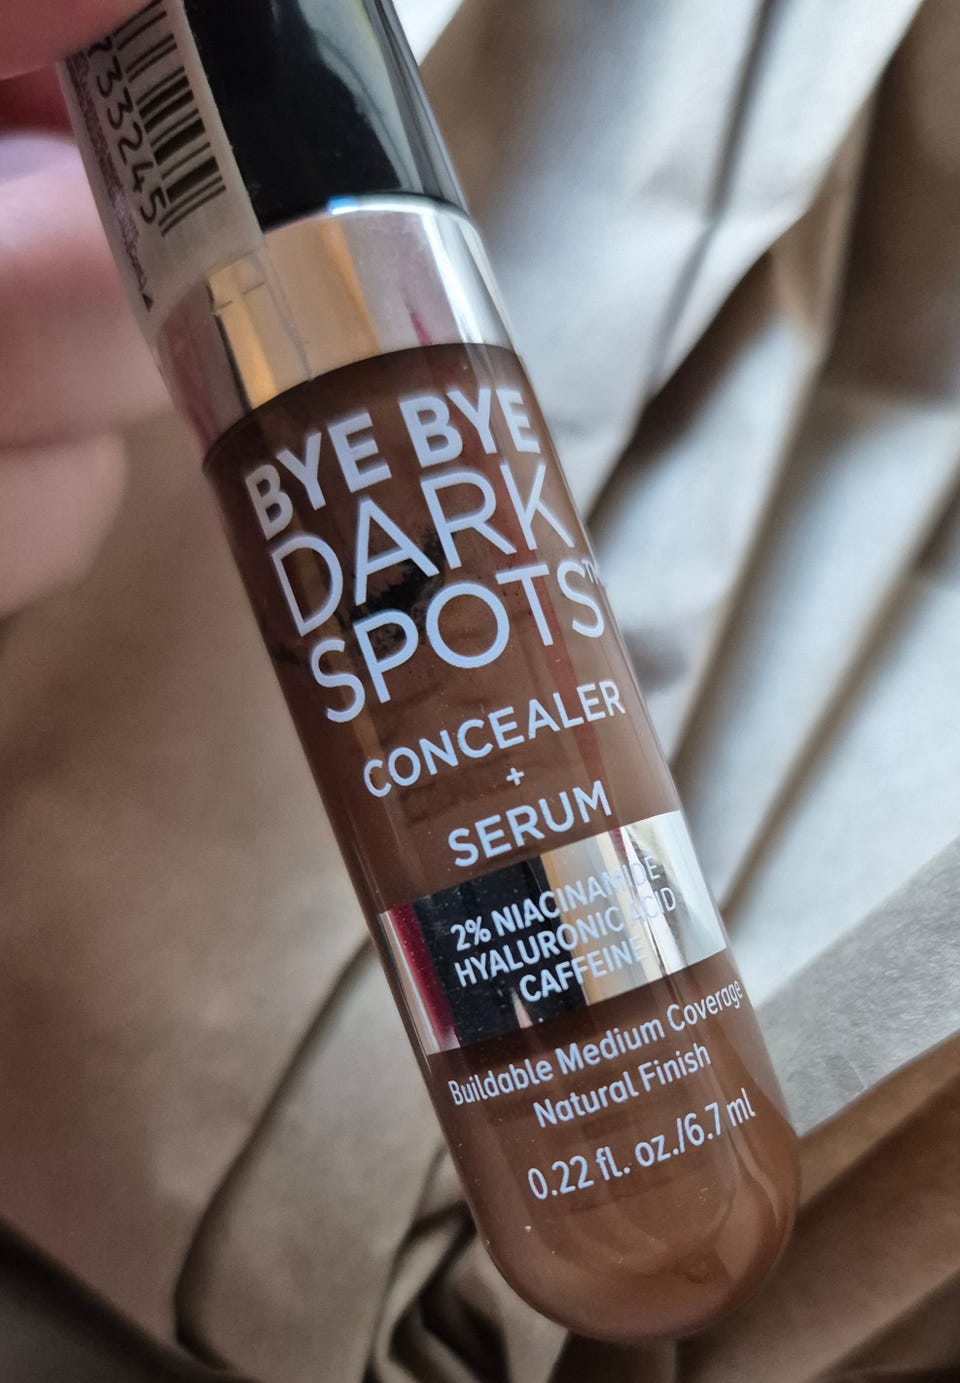 233245
BYE BYE
DARK
SPOTS™
CONCEALER
+
SERUM
2% NIACINAMIDE
HYALURONIC ACID
CAFFEINE
Buildable Medium Coverage
Natural Finish
0.22 fl. oz./6.7 ml